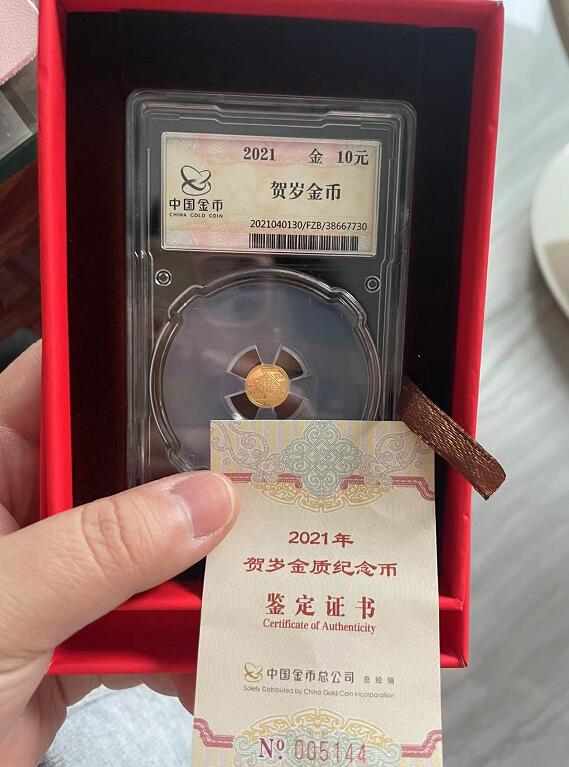 2021 金 10元
中国金币
CHINA GOLD COIN
贺岁金币
2021040130/FZB/38667730
2021年
贺岁金质纪念币
鉴定证书
Certificate of Authenticity
中国金币总公司 总经销
Solely Distributed by China Gold Coin Incorporation
Nº 005144